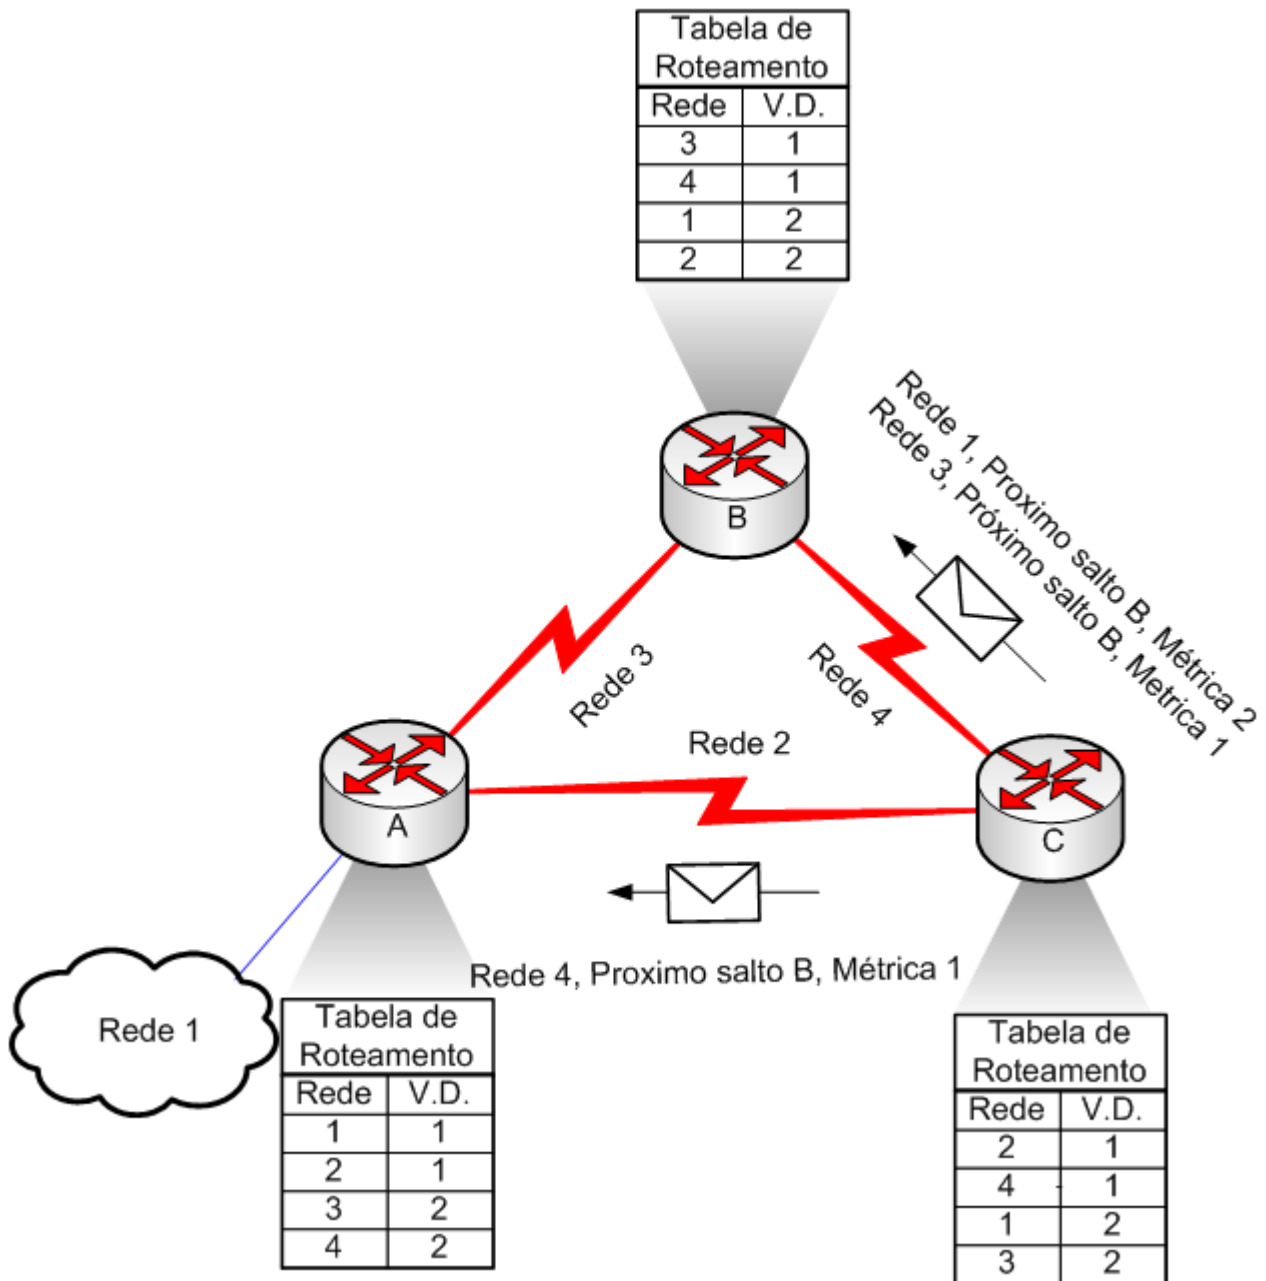 Tabela de
Roteamento
Rede V.D.
3 1
4 1
1 2
2 2
B
Rede 1, Proximo salto B, Métrica 2
Rede 3, Próximo salto B, Metrica 1
Rede 3
Rede 4
Rede 2
A
C
Rede 4, Proximo salto B, Métrica 1
Rede 1
Tabela de
Roteamento
Rede V.D.
1 1
2 1
3 2
4 2
Tabela de
Roteamento
Rede V.D.
2 1
4 1
1 2
3 2